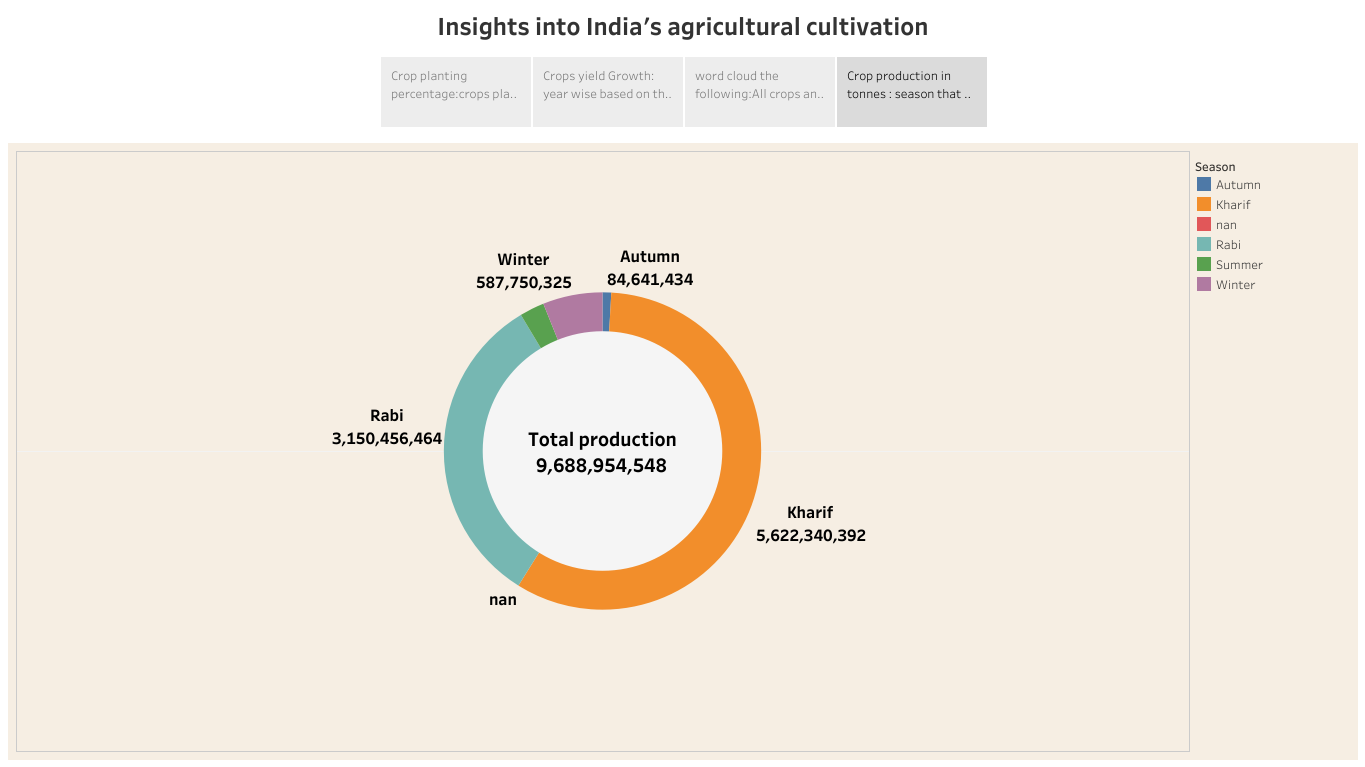 Insights into India's agricultural cultivation
Crop planting
percentage:crops pla..
Crops yield Growth:
year wise based on th..
word cloud the
following:All crops an..
Crop production in
tonnes : season that ..
Season
Autumn
Kharif
nan
Rabi
Summer
Winter
Winter
587,750,325
Autumn
84,641,434
Rabi
3,150,456,464
Total production
9,688,954,548
Kharif
5,622,340,392
nan